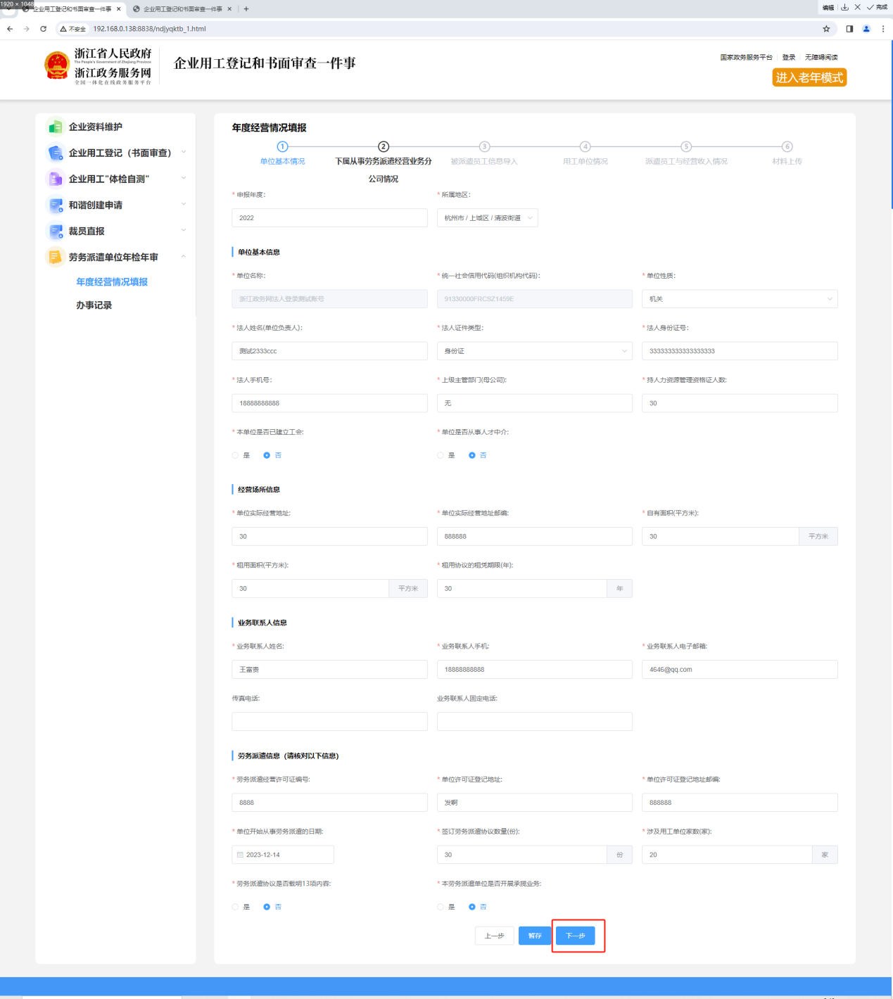 1920 × 1048
企业用工登记和书面审查一件事 ×
企业用工登记和书面审查一件事 × +
编辑 完成
不安全 192.168.0.138:8838/ndjyqktb_1.html
浙江省人民政府
The People's Government of Zhejiang Province
浙江政务服务网
全国一体化在线政务服务平台
企业用工登记和书面审查一件事
国家政务服务平台 登录 无障碍阅读
进入老年模式
企业资料维护
企业用工登记（书面审查）
企业用工"体检自测"
和谐创建申请
裁员直报
劳务派遣单位年检年审
年度经营情况填报
办事记录
年度经营情况填报
1 2 3 4 5 6
单位基本情况 下属从事劳务派遣经营业务分 被派遣员工信息导入 用工单位情况 派遣员工与经营收入情况 材料上传
公司情况
* 申报年度: * 所属地区:
2022 杭州市 / 上城区 / 清波街道
单位基本信息
* 单位名称: * 统一社会信用代码(组织机构代码): * 单位性质:
浙江政务网法人登录测试账号 91330000FRCSZ1459E 机关
* 法人姓名(单位负责人): * 法人证件类型: * 法人身份证号:
测试2333ccc 身份证 333333333333333333
* 法人手机号: * 上级主管部门(母公司): * 持人力资源管理资格证人数:
18888888888 无 30
* 本单位是否已建立工会: * 单位是否从事人才中介:
是 否 是 否
经营场所信息
* 单位实际经营地址: * 单位实际经营地址邮编: * 自有面积(平方米):
30 888888 30 平方米
* 租用面积(平方米): * 租用协议的租凭期限(年):
30 平方米 30 年
业务联系人信息
* 业务联系人姓名: * 业务联系人手机: * 业务联系人电子邮箱:
王富贵 18888888888 4646@qq.com
传真电话: 业务联系人固定电话:
劳务派遣信息（请核对以下信息)
* 劳务派遣经营许可证编号: * 单位许可证登记地址: * 单位许可证登记地址邮编:
8888 发啊 888888
* 单位开始从事劳务派遣的日期: * 签订劳务派遣协议数量(份): * 涉及用工单位家数(家):
2023-12-14 30 份 20 家
* 劳务派遣协议是否载明13项内容: * 本劳务派遣单位是否开展承揽业务:
是 否 是 否
上一步 暂存 下一步